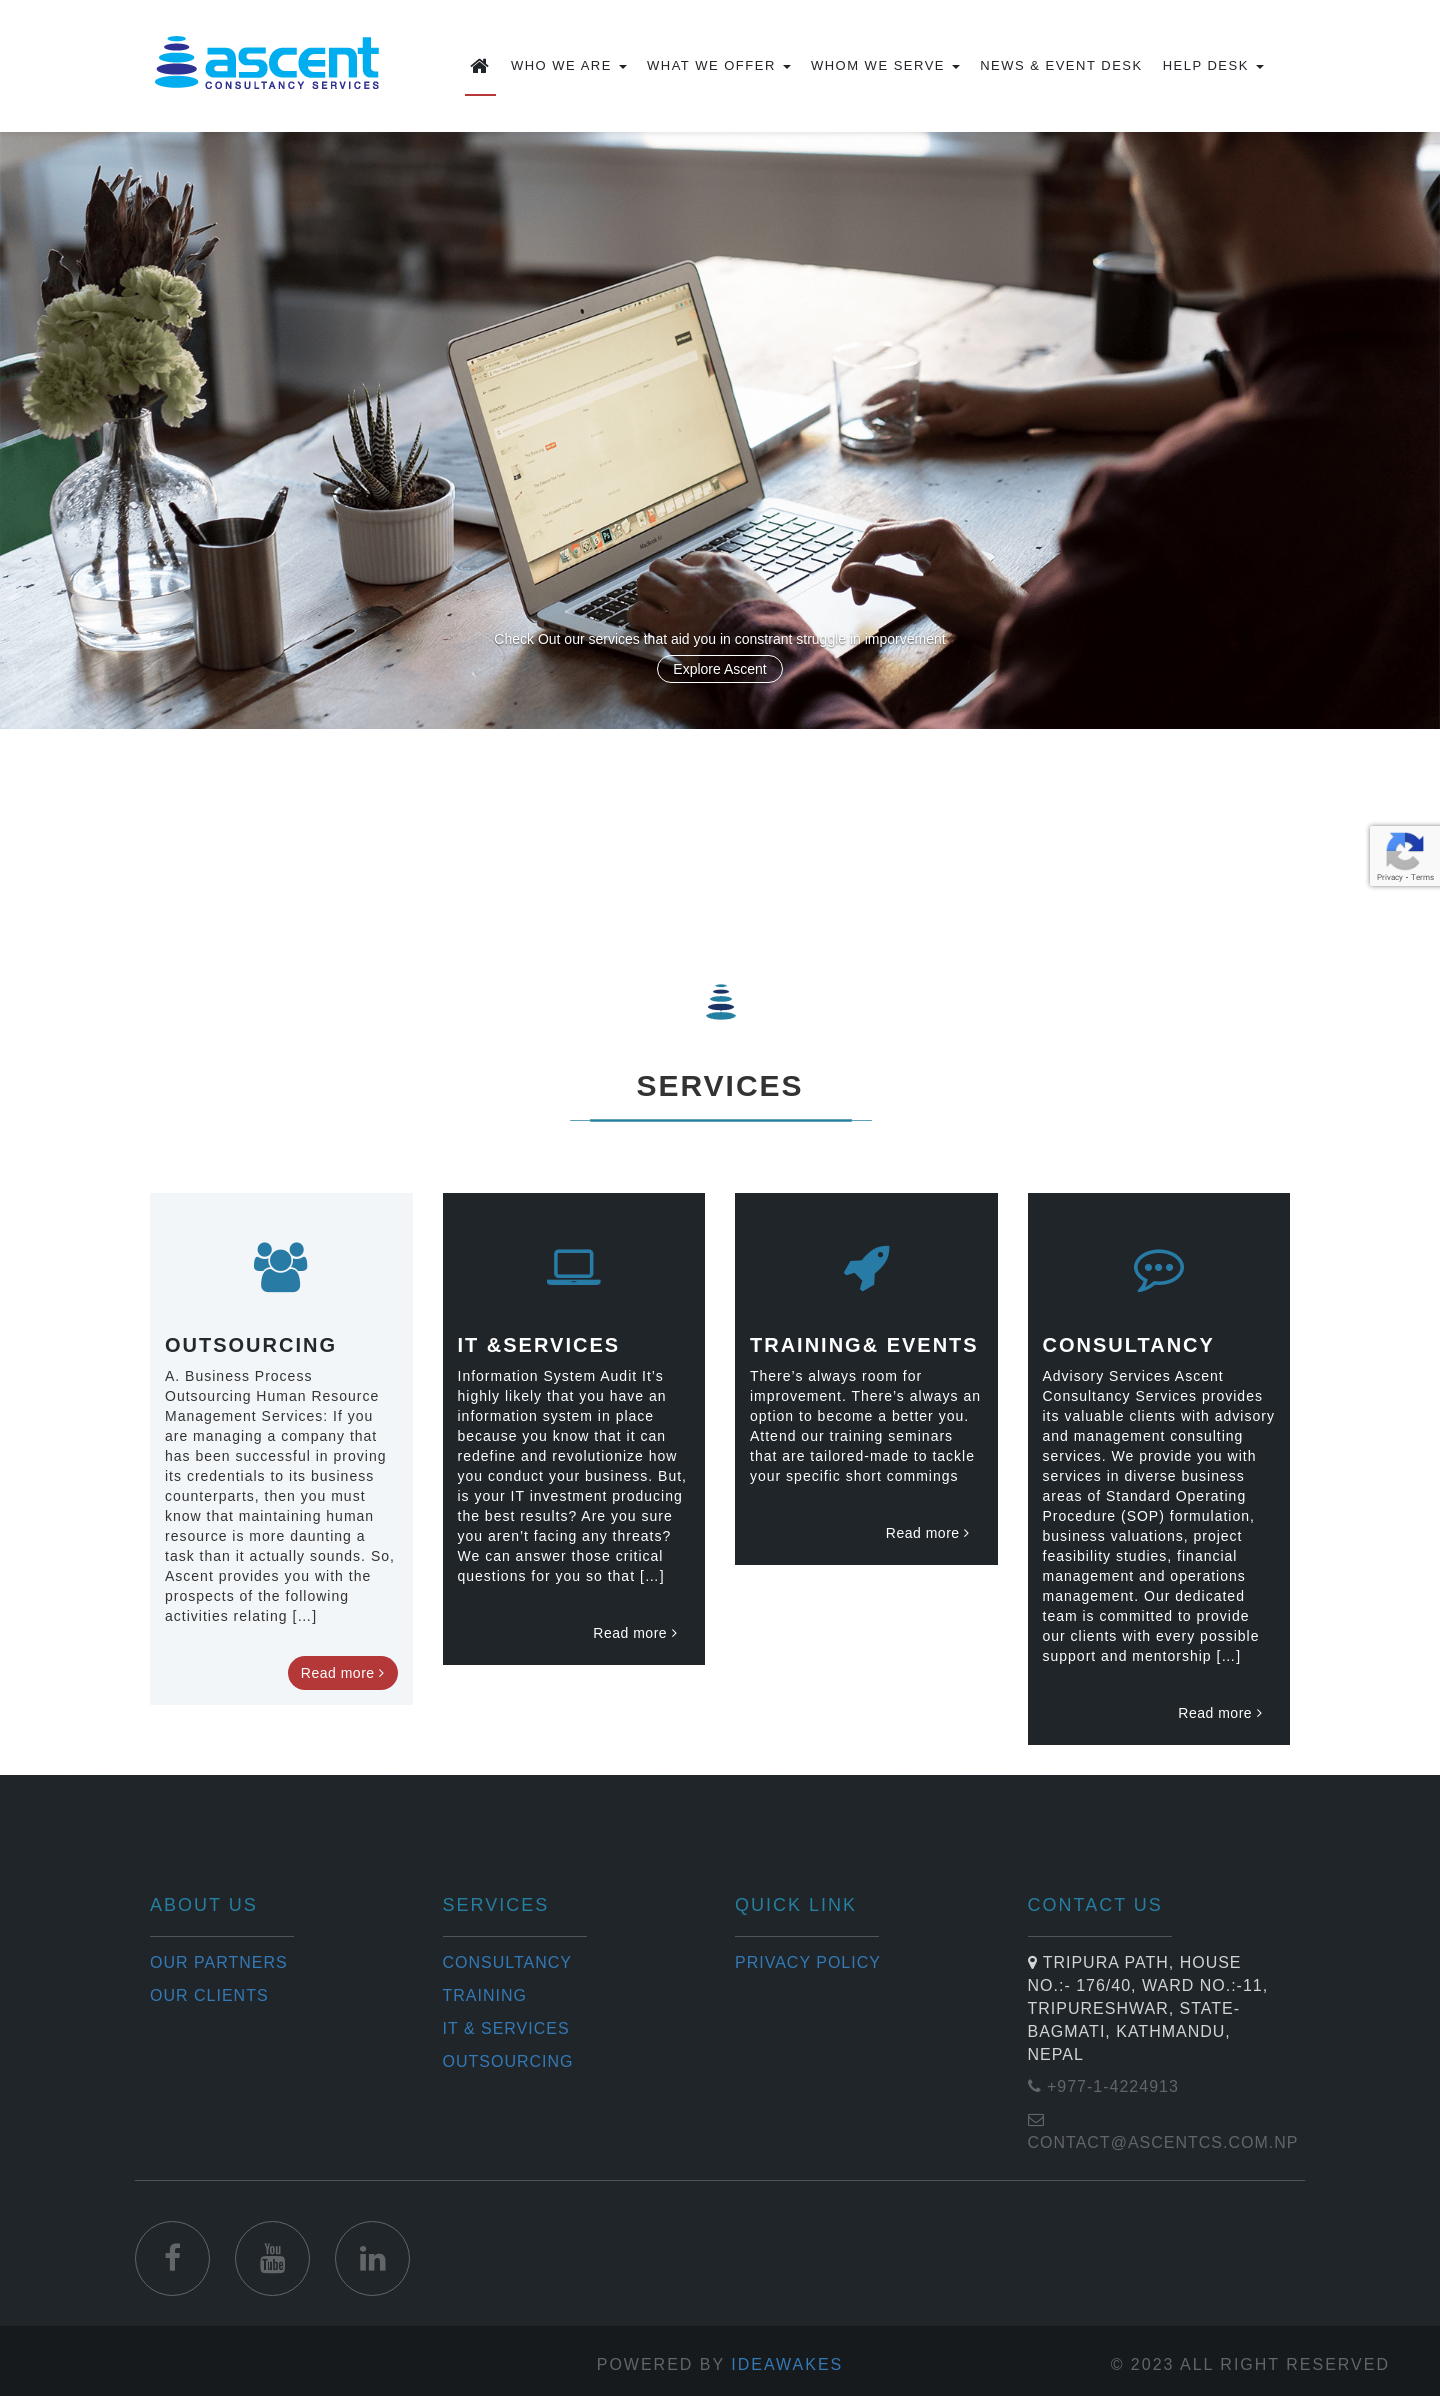 ascent
CONSULTANCY SERVICES
WHO WE ARE
WHAT WE OFFER
WHOM WE SERVE
NEWS & EVENT DESK
HELP DESK
MacBook Air
Check Out our services that aid you in constrant struggle in imporvement
Explore Ascent
Privacy - Terms
SERVICES
OUTSOURCING
A. Business Process
Outsourcing Human Resource
Management Services: If you
are managing a company that
has been successful in proving
its credentials to its business
counterparts, then you must
know that maintaining human
resource is more daunting a
task than it actually sounds. So,
Ascent provides you with the
prospects of the following
activities relating […]
Read more
IT &SERVICES
Information System Audit It’s
highly likely that you have an
information system in place
because you know that it can
redefine and revolutionize how
you conduct your business. But,
is your IT investment producing
the best results? Are you sure
you aren’t facing any threats?
We can answer those critical
questions for you so that […]
Read more
TRAINING& EVENTS
There’s always room for
improvement. There’s always an
option to become a better you.
Attend our training seminars
that are tailored-made to tackle
your specific short commings
Read more
CONSULTANCY
Advisory Services Ascent
Consultancy Services provides
its valuable clients with advisory
and management consulting
services. We provide you with
services in diverse business
areas of Standard Operating
Procedure (SOP) formulation,
business valuations, project
feasibility studies, financial
management and operations
management. Our dedicated
team is committed to provide
our clients with every possible
support and mentorship […]
Read more
ABOUT US
OUR PARTNERS
OUR CLIENTS
SERVICES
CONSULTANCY
TRAINING
IT & SERVICES
OUTSOURCING
QUICK LINK
PRIVACY POLICY
CONTACT US
TRIPURA PATH, HOUSE
NO.:- 176/40, WARD NO.:-11,
TRIPURESHWAR, STATE-
BAGMATI, KATHMANDU,
NEPAL
+977-1-4224913
CONTACT@ASCENTCS.COM.NP
You
Tube
POWERED BY IDEAWAKES
© 2023 ALL RIGHT RESERVED